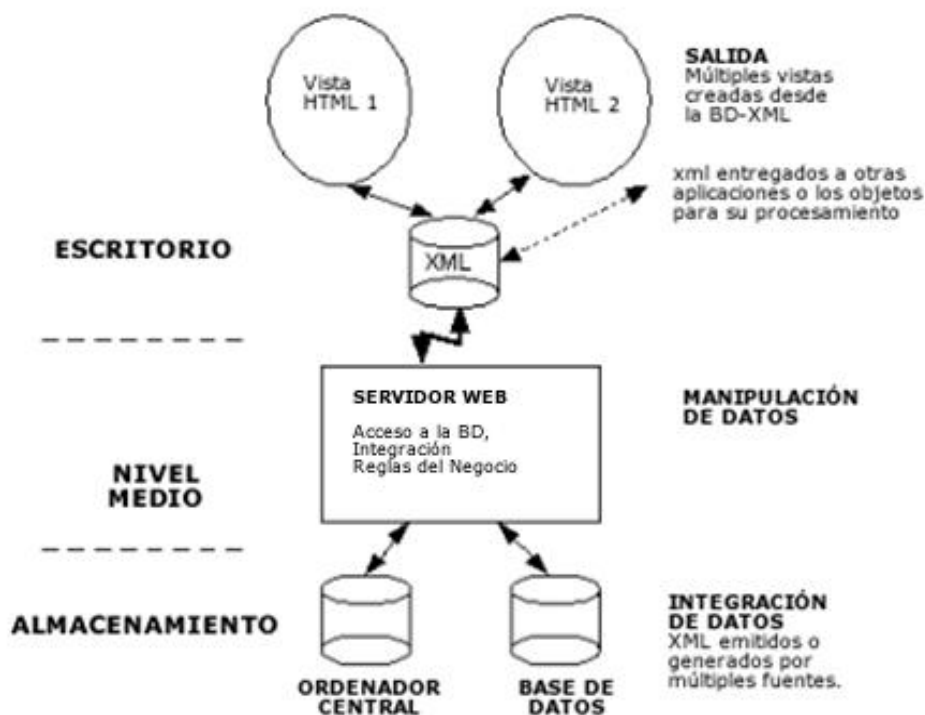 Vista
HTML 1
Vista
HTML 2
SALIDA
Múltiples vistas
creadas desde
la BD-XML
xml entregados a otras
aplicaciones o los objetos
para su procesamiento
ESCRITORIO
XML
SERVIDOR WEB
Acceso a la BD,
Integración
Reglas del Negocio
MANIPULACIÓN
DE DATOS
NIVEL
MEDIO
ALMACENAMIENTO
ORDENADOR
CENTRAL
BASE DE
DATOS
INTEGRACIÓN
DE DATOS
XML emitidos o
generados por
múltiples fuentes.